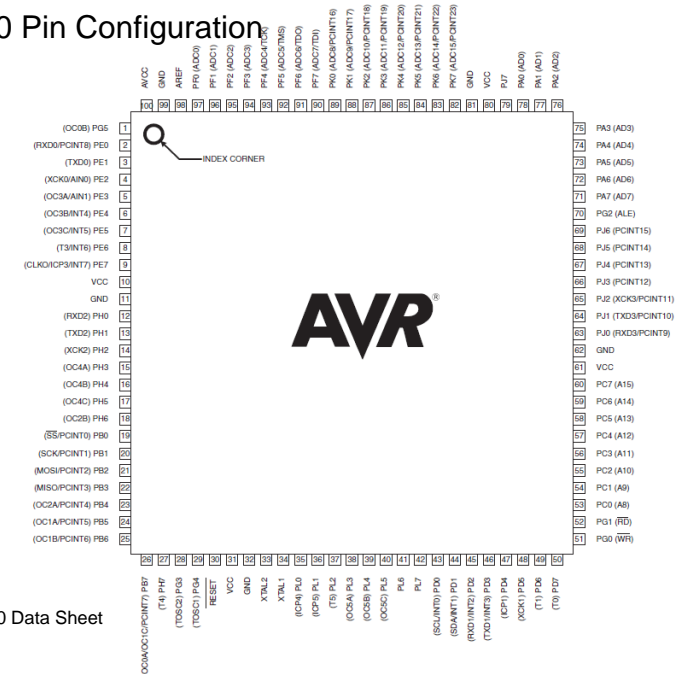 0 Pin Configuration
AVCC
GND
AREF
PF0 (ADC0)
PF1 (ADC1)
PF2 (ADC2)
PF3 (ADC3)
PF4 (ADC4/TCK)
PF5 (ADC5/TMS)
PF6 (ADC6/TDO)
PF7 (ADC7/TDI)
PK0 (ADC8/PCINT16)
PK1 (ADC9/PCINT17)
PK2 (ADC10/PCINT18)
PK3 (ADC11/PCINT19)
PK4 (ADC12/PCINT20)
PK5 (ADC13/PCINT21)
PK6 (ADC14/PCINT22)
PK7 (ADC15/PCINT23)
GND
VCC
PJ7
PA0 (AD0)
PA1 (AD1)
PA2 (AD2)
100 99 98 97 96 95 94 93 92 91 90 89 88 87 86 85 84 83 82 81 80 79 78 77 76
(OC0B) PG5 1
(RXD0/PCINT8) PE0 2
(TXD0) PE1 3
(XCK0/AIN0) PE2 4
(OC3A/AIN1) PE3 5
(OC3B/INT4) PE4 6
(OC3C/INT5) PE5 7
(T3/INT6) PE6 8
(CLKO/ICP3/INT7) PE7 9
VCC 10
GND 11
(RXD2) PH0 12
(TXD2) PH1 13
(XCK2) PH2 14
(OC4A) PH3 15
(OC4B) PH4 16
(OC4C) PH5 17
(OC2B) PH6 18
(SS/PCINT0) PB0 19
(SCK/PCINT1) PB1 20
(MOSI/PCINT2) PB2 21
(MISO/PCINT3) PB3 22
(OC2A/PCINT4) PB4 23
(OC1A/PCINT5) PB5 24
(OC1B/PCINT6) PB6 25
INDEX CORNER
AVR®
75 PA3 (AD3)
74 PA4 (AD4)
73 PA5 (AD5)
72 PA6 (AD6)
71 PA7 (AD7)
70 PG2 (ALE)
69 PJ6 (PCINT15)
68 PJ5 (PCINT14)
67 PJ4 (PCINT13)
66 PJ3 (PCINT12)
65 PJ2 (XCK3/PCINT11)
64 PJ1 (TXD3/PCINT10)
63 PJ0 (RXD3/PCINT9)
62 GND
61 VCC
60 PC7 (A15)
59 PC6 (A14)
58 PC5 (A13)
57 PC4 (A12)
56 PC3 (A11)
55 PC2 (A10)
54 PC1 (A9)
53 PC0 (A8)
52 PG1 (RD)
51 PG0 (WR)
26 27 28 29 30 31 32 33 34 35 36 37 38 39 40 41 42 43 44 45 46 47 48 49 50
OC0A/OC1C/PCINT7) PB7
(T4) PH7
(TOSC2) PG3
(TOSC1) PG4
RESET
VCC
GND
XTAL2
XTAL1
(ICP4) PL0
(ICP5) PL1
(T5) PL2
(OC5A) PL3
(OC5B) PL4
(OC5C) PL5
PL6
PL7
(SCL/INT0) PD0
(SDA/INT1) PD1
(RXD1/INT2) PD2
(TXD1/INT3) PD3
(ICP1) PD4
(XCK1) PD5
(T1) PD6
(T0) PD7
0 Data Sheet